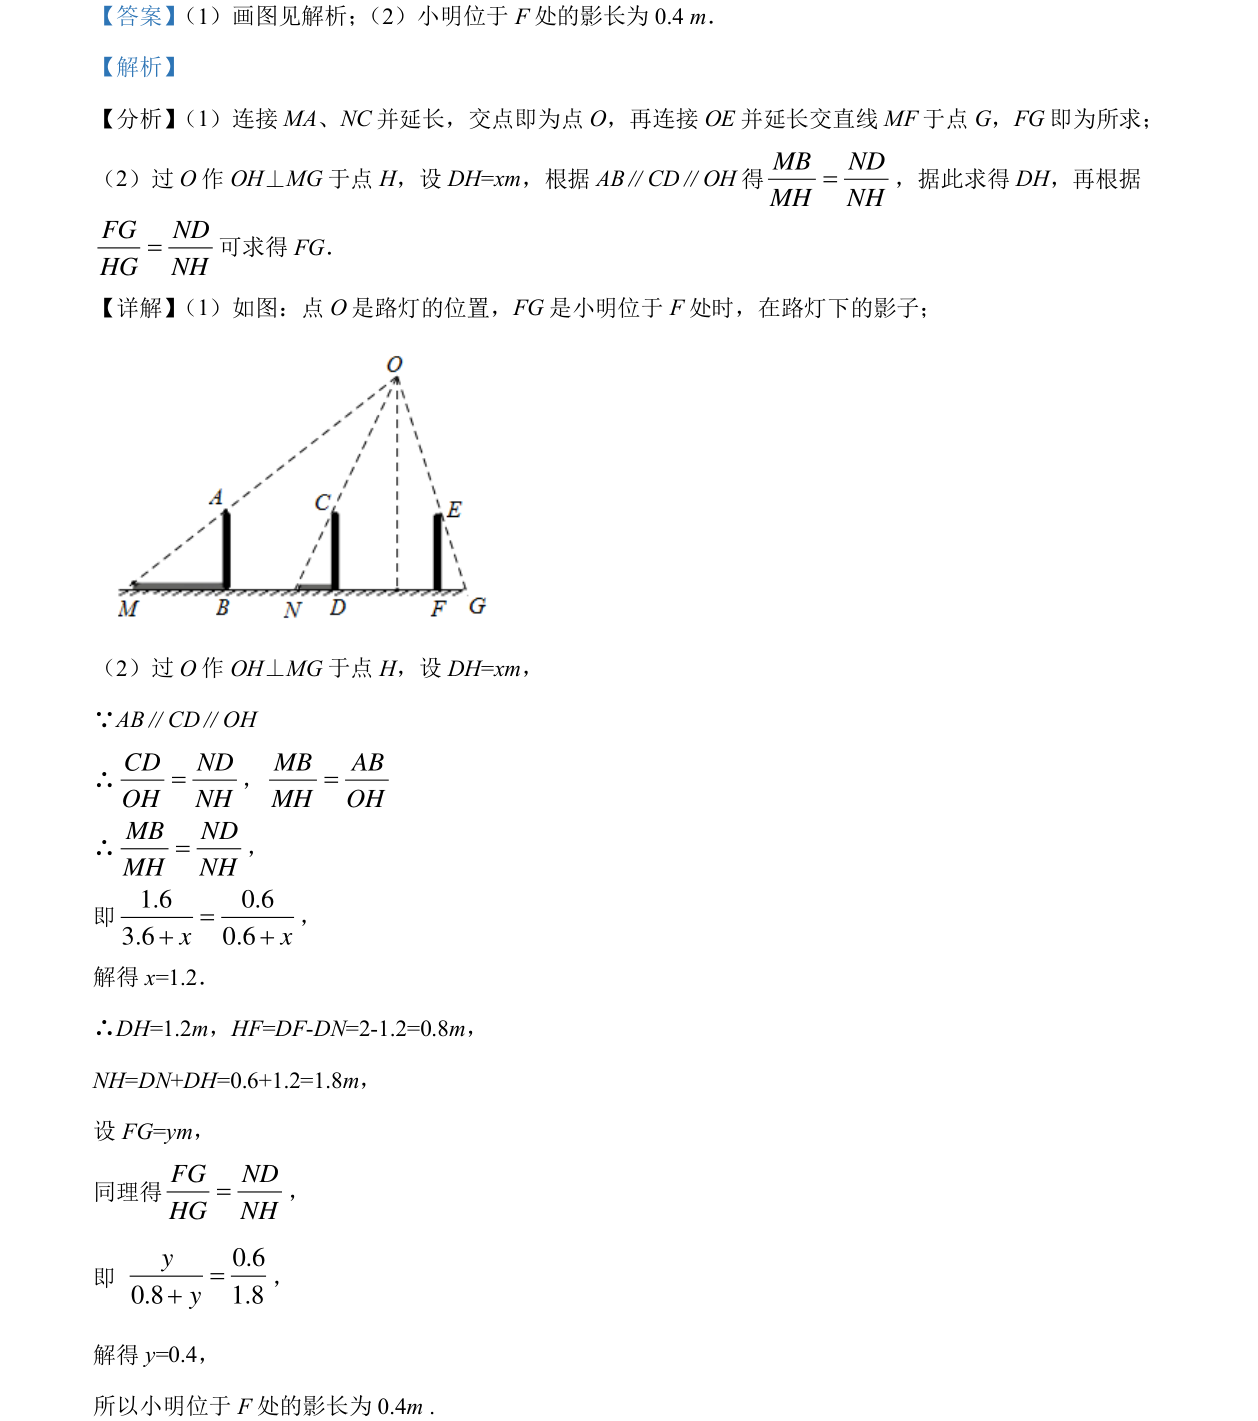 【答案】（1）画图见解析；（2）小明位于 F 处的影长为 0.4 m．
【解析】
【分析】（1）连接 MA、NC 并延长，交点即为点 O，再连接 OE 并延长交直线 MF 于点 G，FG 即为所求；
（2）过 O 作 OH⊥MG 于点 H，设 DH=xm，根据 AB∥CD∥OH 得 MB/MH = ND/NH，据此求得 DH，再根据
FG/HG = ND/NH 可求得 FG．
【详解】（1）如图：点 O 是路灯的位置，FG 是小明位于 F 处时，在路灯下的影子；
O
A
C
E
M B N D F G
（2）过 O 作 OH⊥MG 于点 H，设 DH=xm，
∵AB∥CD∥OH
∴ CD/OH = ND/NH，MB/MH = AB/OH
∴ MB/MH = ND/NH，
即 1.6/(3.6+x) = 0.6/(0.6+x)，
解得 x=1.2．
∴DH=1.2m，HF=DF-DN=2-1.2=0.8m，
NH=DN+DH=0.6+1.2=1.8m，
设 FG=ym，
同理得 FG/HG = ND/NH，
即 y/(0.8+y) = 0.6/1.8，
解得 y=0.4，
所以小明位于 F 处的影长为 0.4m .